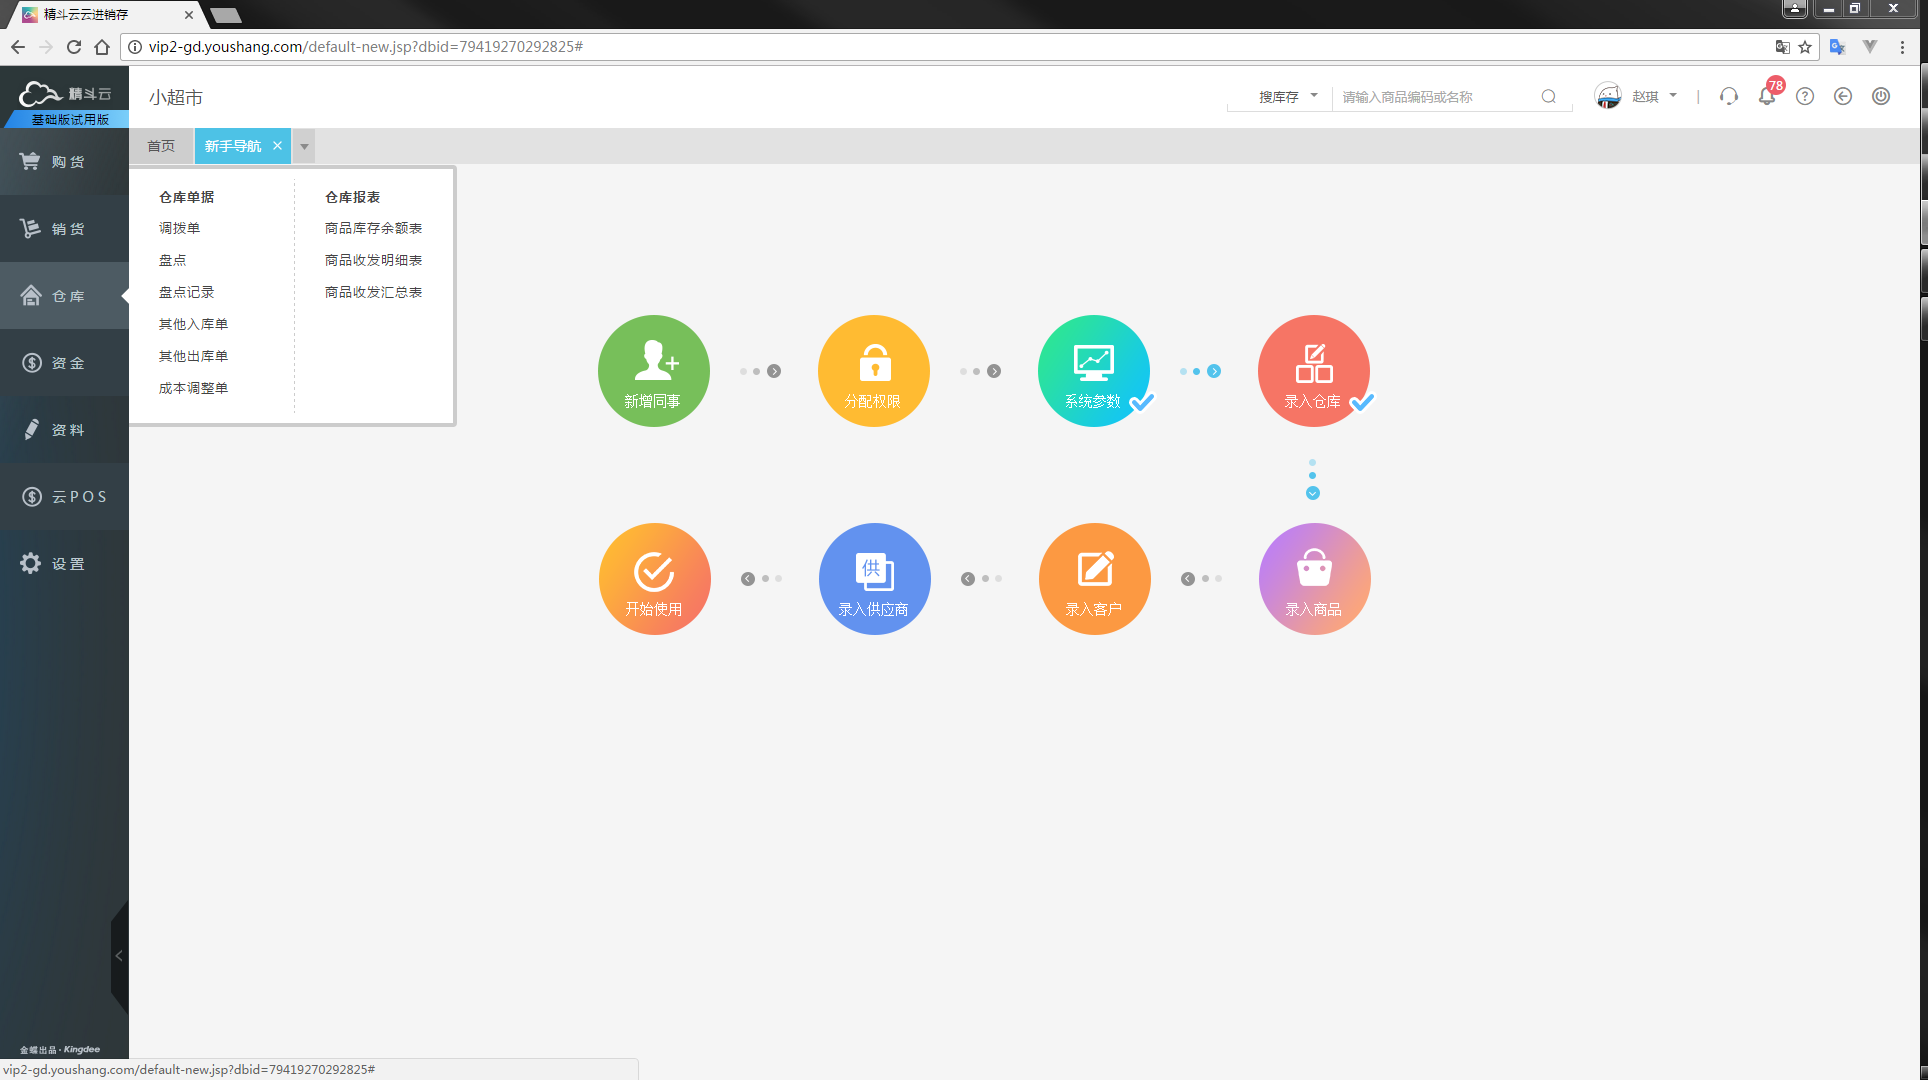 精斗云云进销存
vip2-gd.youshang.com/default-new.jsp?dbid=79419270292825#
精斗云
基础版试用版
小超市
搜库存
请输入商品编码或名称
赵琪
78
首页
新手导航
购货
销货
仓库
资金
资料
云POS
设置
仓库单据
调拨单
盘点
盘点记录
其他入库单
其他出库单
成本调整单
仓库报表
商品库存余额表
商品收发明细表
商品收发汇总表
新增同事
分配权限
系统参数
录入仓库
开始使用
供
录入供应商
录入客户
录入商品
金蝶出品·Kingdee
vip2-gd.youshang.com/default-new.jsp?dbid=79419270292825#